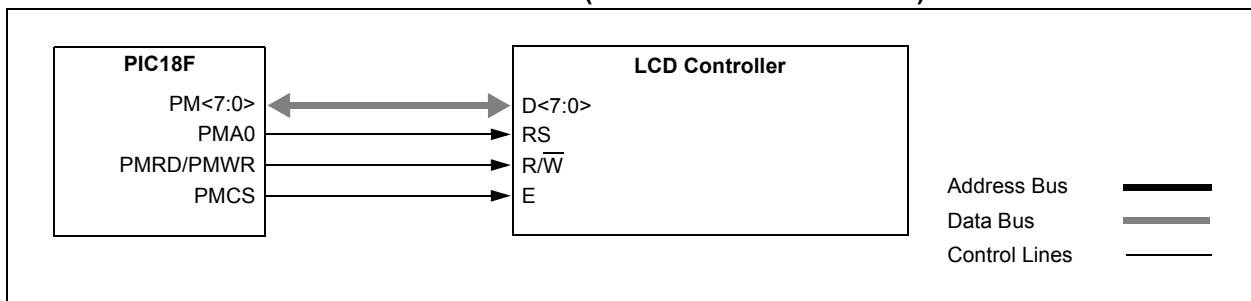 PIC18F
LCD Controller
PM<7:0>
D<7:0>
PMA0
RS
PMRD/PMWR
R/W̅
PMCS
E
Address Bus
Data Bus
Control Lines